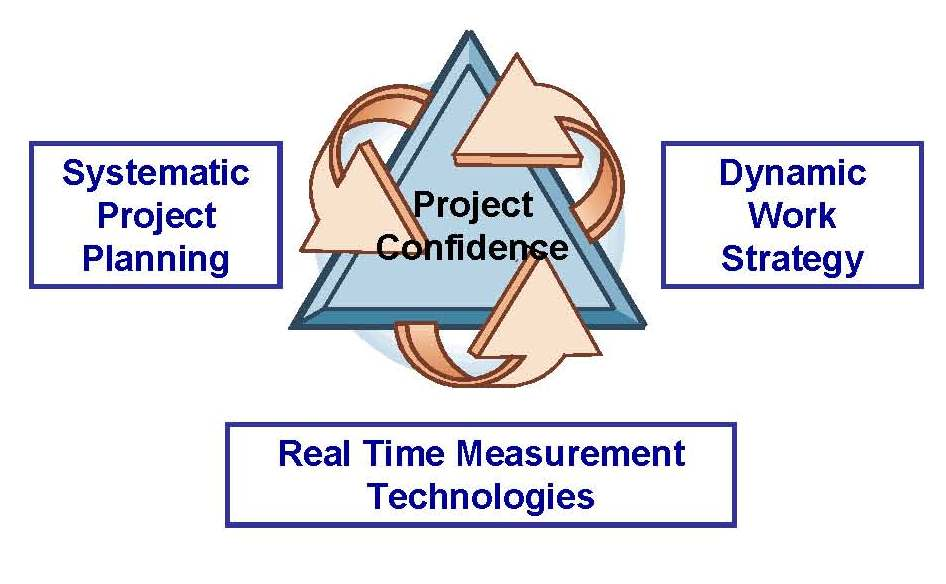 Systematic
Project
Planning
Project
Confidence
Dynamic
Work
Strategy
Real Time Measurement
Technologies